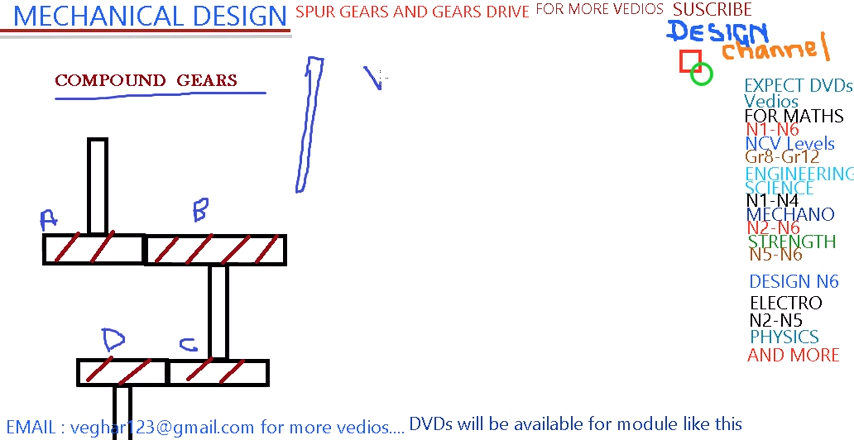 MECHANICAL DESIGN SPUR GEARS AND GEARS DRIVE FOR MORE VEDIOS SUSCRIBE
DESIGN
channel
COMPOUND GEARS
V
EXPECT DVDs
Vedios
FOR MATHS
N1-N6
NCV Levels
Gr8-Gr12
ENGINEERING
SCIENCE
N1-N4
MECHANO
N2-N6
STRENGTH
N5-N6
DESIGN N6
ELECTRO
N2-N5
PHYSICS
AND MORE
A
B
D
C
EMAIL : veghar123@gmail.com for more vedios.... DVDs will be available for module like this